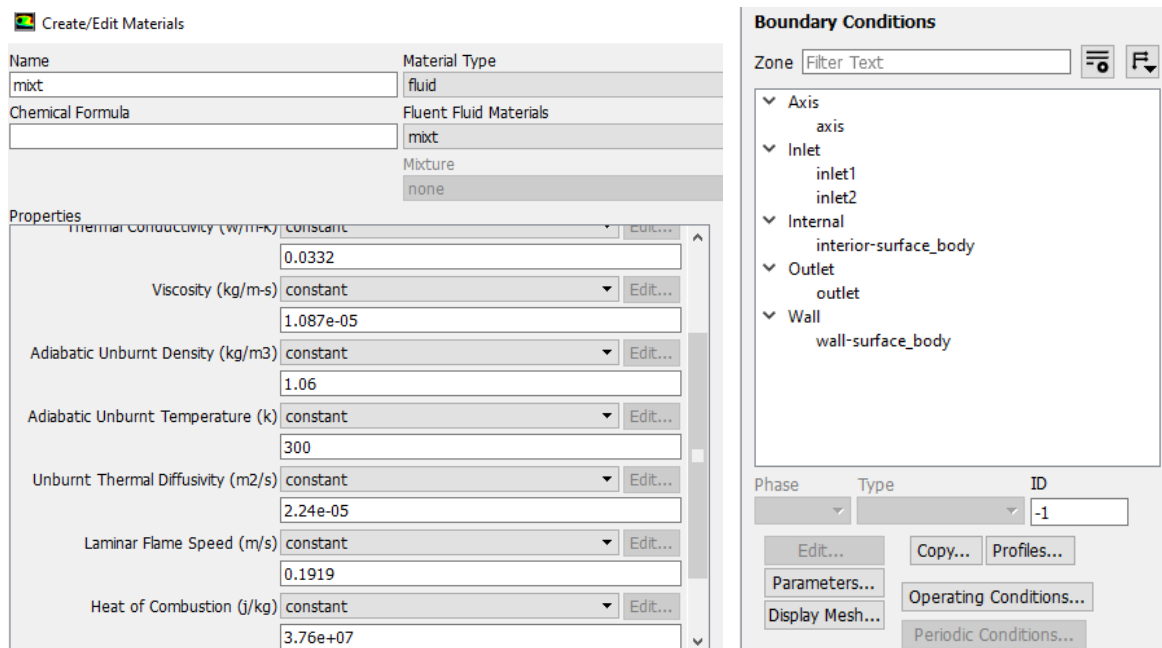 Create/Edit Materials
Name
Material Type
mixt
fluid
Chemical Formula
Fluent Fluid Materials
mixt
Mixture
none
Properties
Thermal Conductivity (w/m-k) constant Edit...
0.0332
Viscosity (kg/m-s) constant Edit...
1.087e-05
Adiabatic Unburnt Density (kg/m3) constant Edit...
1.06
Adiabatic Unburnt Temperature (k) constant Edit...
300
Unburnt Thermal Diffusivity (m2/s) constant Edit...
2.24e-05
Laminar Flame Speed (m/s) constant Edit...
0.1919
Heat of Combustion (j/kg) constant Edit...
3.76e+07
Boundary Conditions
Zone Filter Text
Axis
axis
Inlet
inlet1
inlet2
Internal
interior-surface_body
Outlet
outlet
Wall
wall-surface_body
Phase Type ID
-1
Edit... Copy... Profiles...
Parameters... Operating Conditions...
Display Mesh... Periodic Conditions...